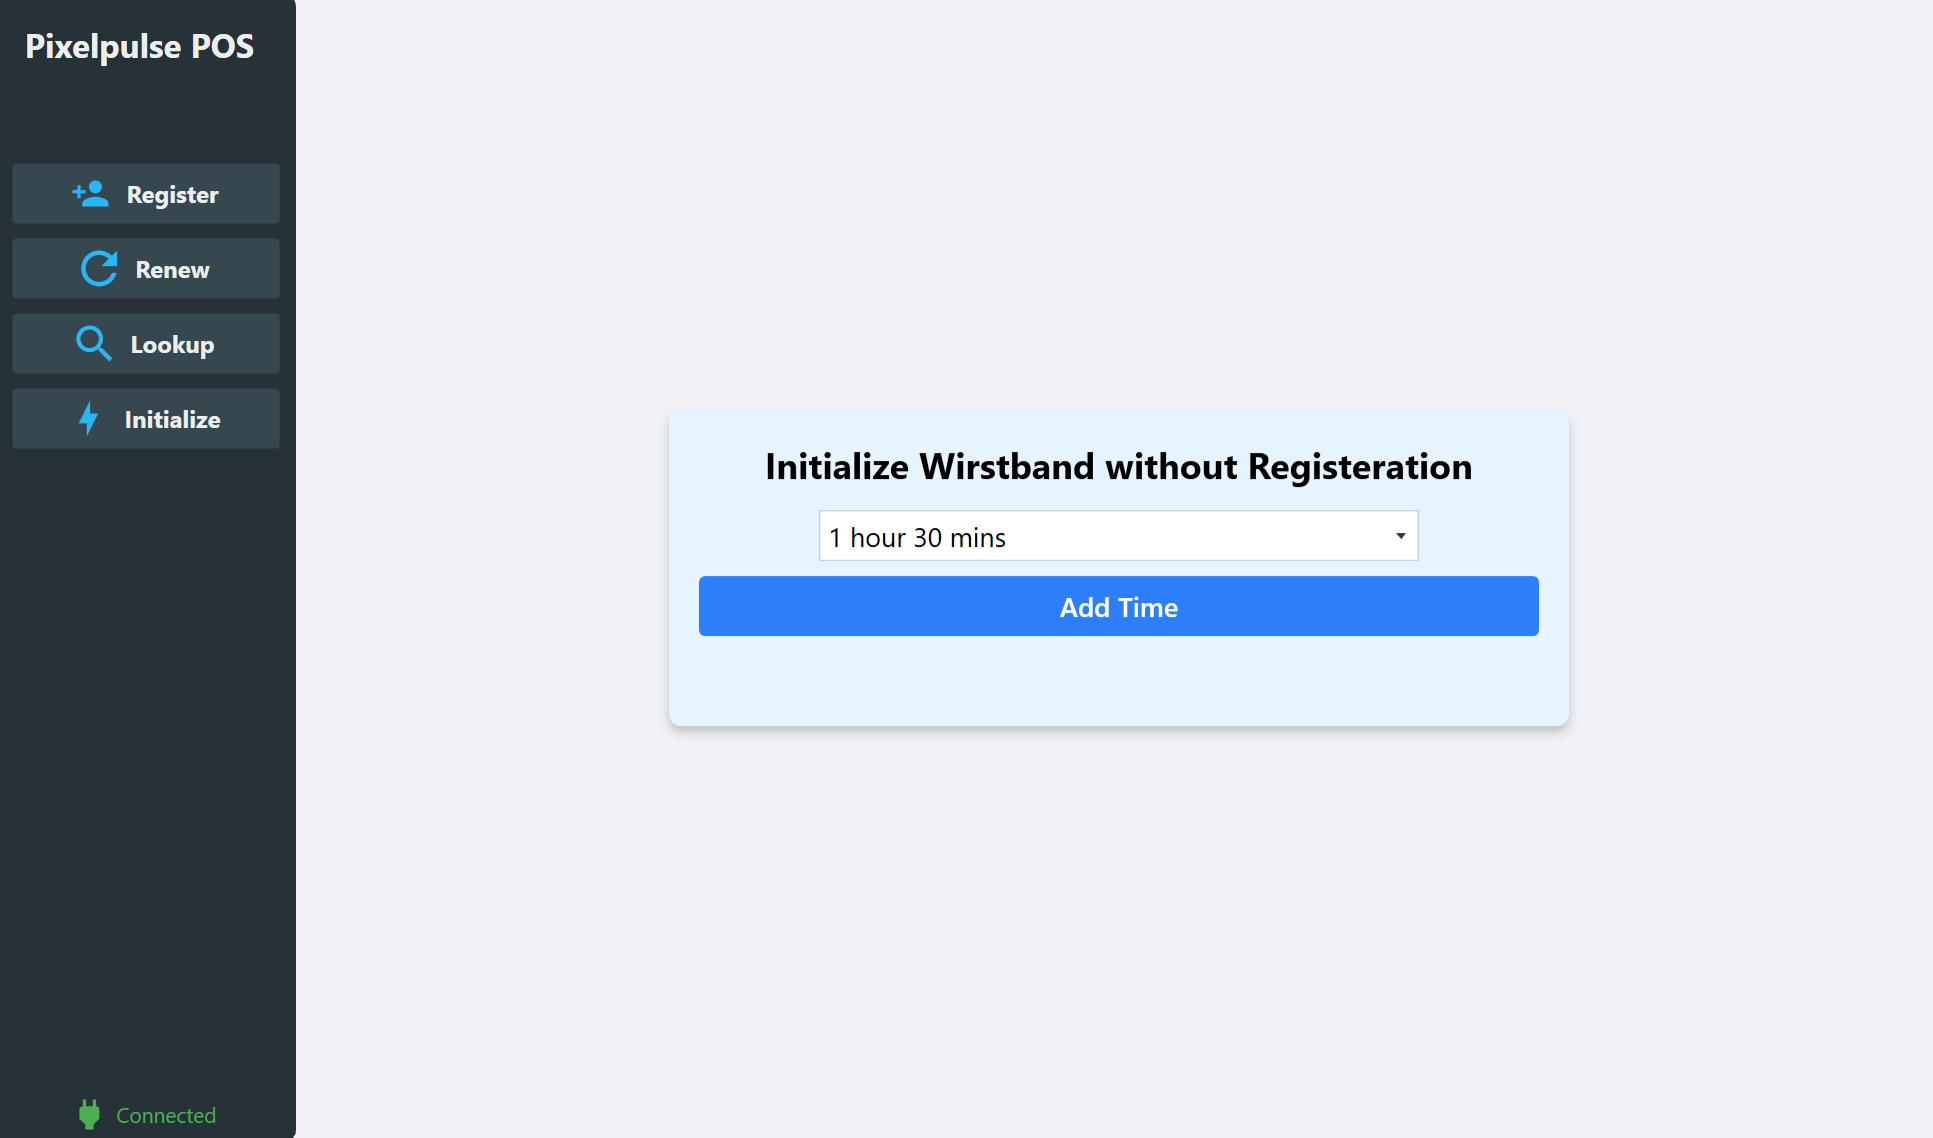 Pixelpulse POS
Register
Renew
Lookup
Initialize
Initialize Wirstband without Registeration
1 hour 30 mins
Add Time
Connected